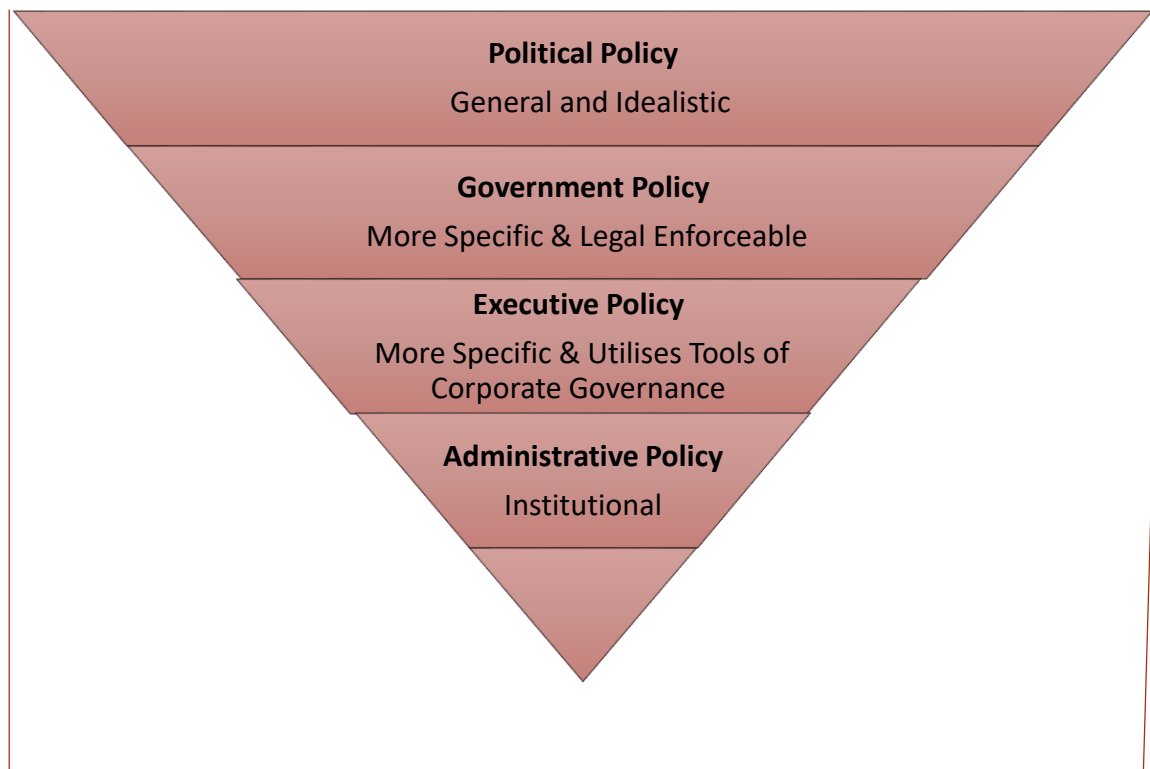 Political Policy
General and Idealistic
Government Policy
More Specific & Legal Enforceable
Executive Policy
More Specific & Utilises Tools of
Corporate Governance
Administrative Policy
Institutional